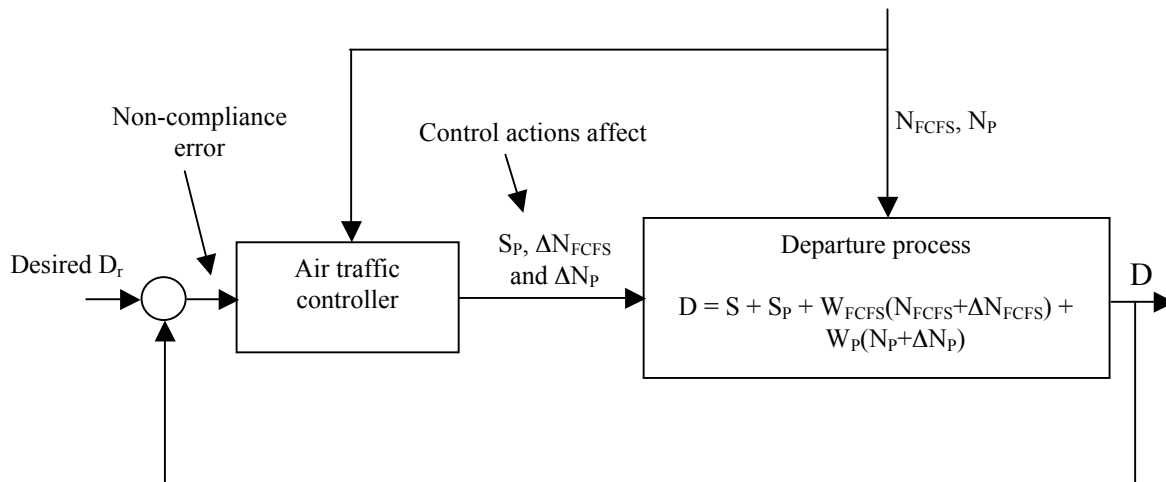 Non-compliance
error
Control actions affect
N_FCFS, N_P
Desired D_r
Air traffic
controller
S_P, ΔN_FCFS
and ΔN_P
Departure process
D = S + S_P + W_FCFS(N_FCFS+ΔN_FCFS) +
W_P(N_P+ΔN_P)
D